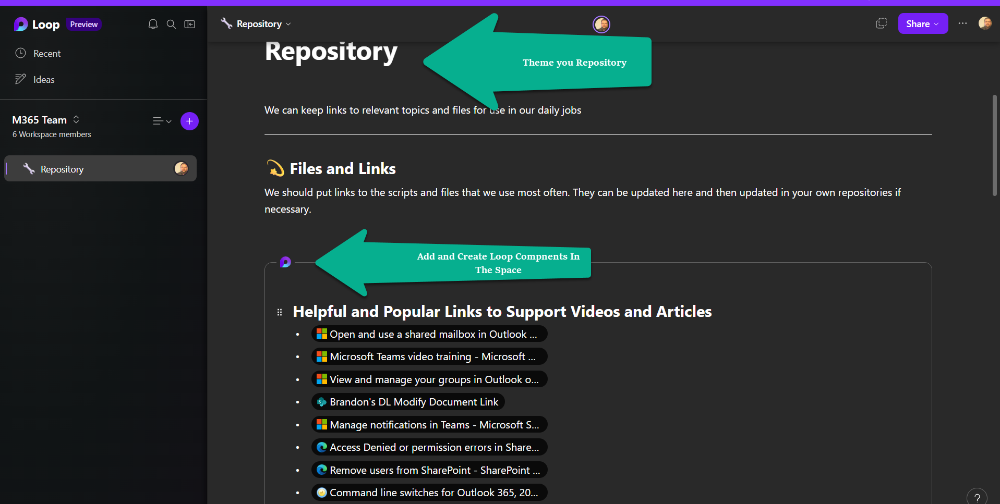 Loop Preview
Recent
Ideas
M365 Team
6 Workspace members
Repository
Repository
Share
Repository
Theme you Repository
We can keep links to relevant topics and files for use in our daily jobs
Files and Links
We should put links to the scripts and files that we use most often. They can be updated here and then updated in your own repositories if
necessary.
Add and Create Loop Compnents In
The Space
Helpful and Popular Links to Support Videos and Articles
Open and use a shared mailbox in Outlook ...
Microsoft Teams video training - Microsoft ...
View and manage your groups in Outlook o...
Brandon's DL Modify Document Link
Manage notifications in Teams - Microsoft S...
Access Denied or permission errors in Share...
Remove users from SharePoint - SharePoint ...
Command line switches for Outlook 365, 20...
?